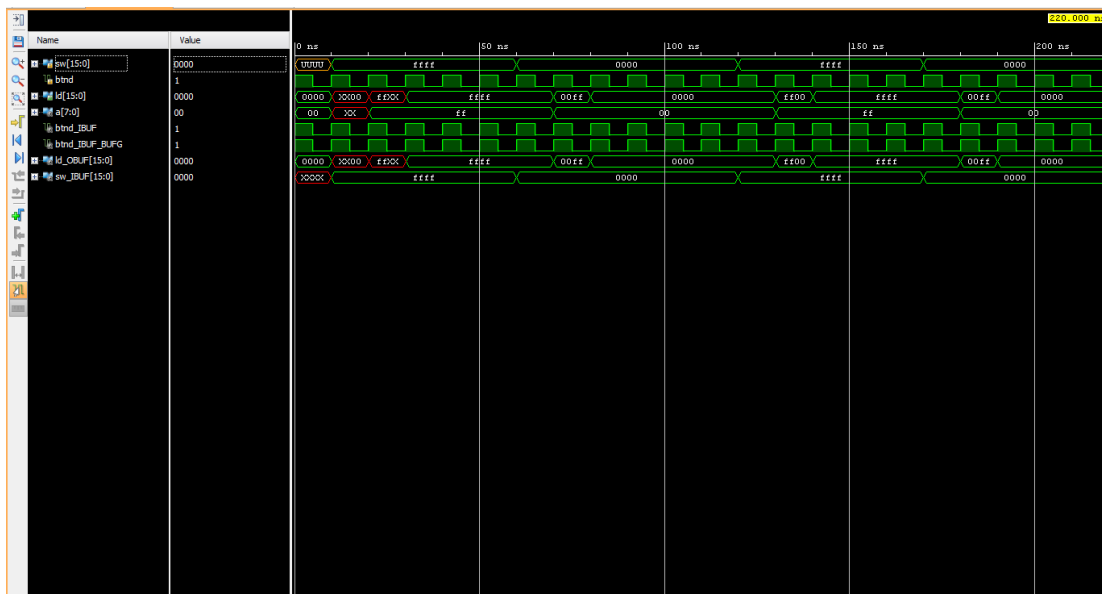 220.000 ns
Name Value
0 ns 50 ns 100 ns 150 ns 200 ns
sw[15:0] 0000 UUUU ffff 0000 ffff 0000
btnd 1
ld[15:0] 0000 0000 XX00 ffXX ffff 00ff 0000 ff00 ffff 00ff 0000
a[7:0] 00 00 XX ff 00 ff 00
btnd_IBUF 1
btnd_IBUF_BUFG 1
ld_OBUF[15:0] 0000 0000 XX00 ffXX ffff 00ff 0000 ff00 ffff 00ff 0000
sw_IBUF[15:0] 0000 XXXX ffff 0000 ffff 0000